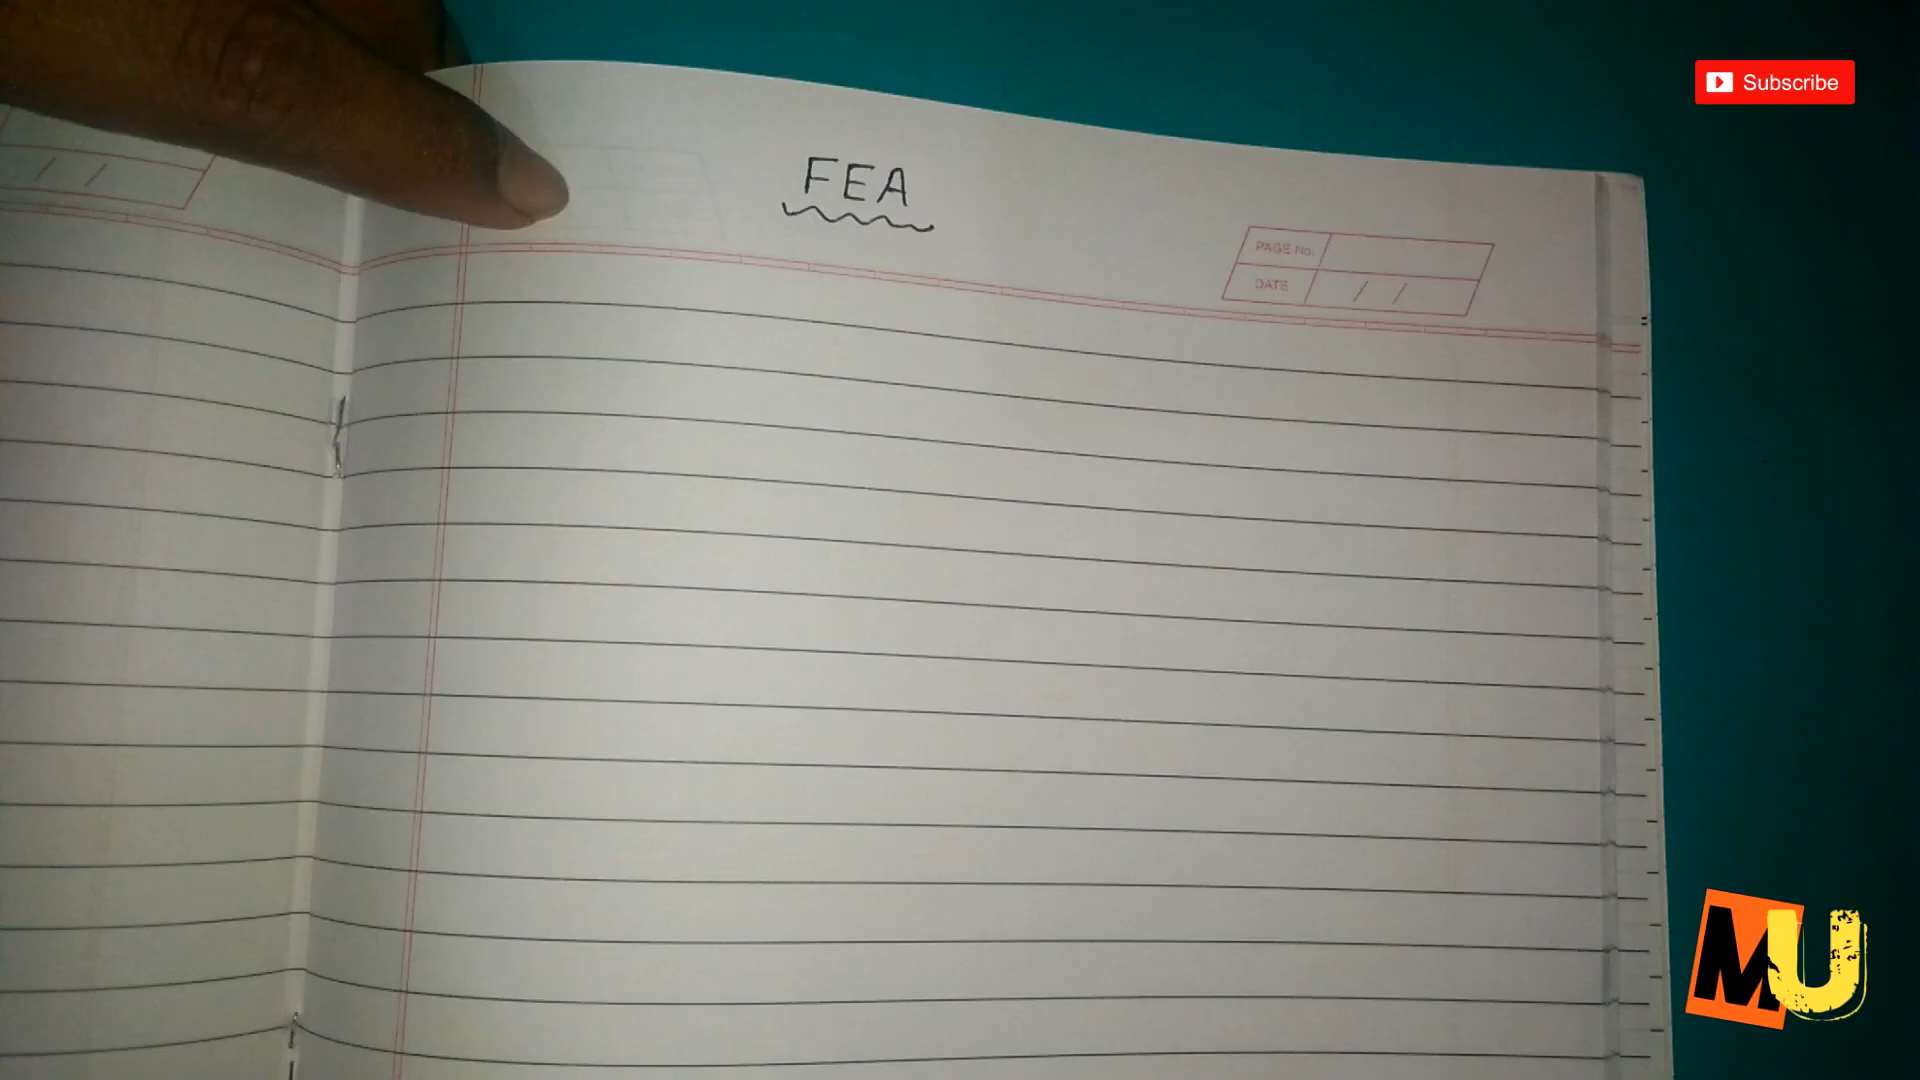 Subscribe
FEA
PAGE No.
DATE / /
/ /
MU